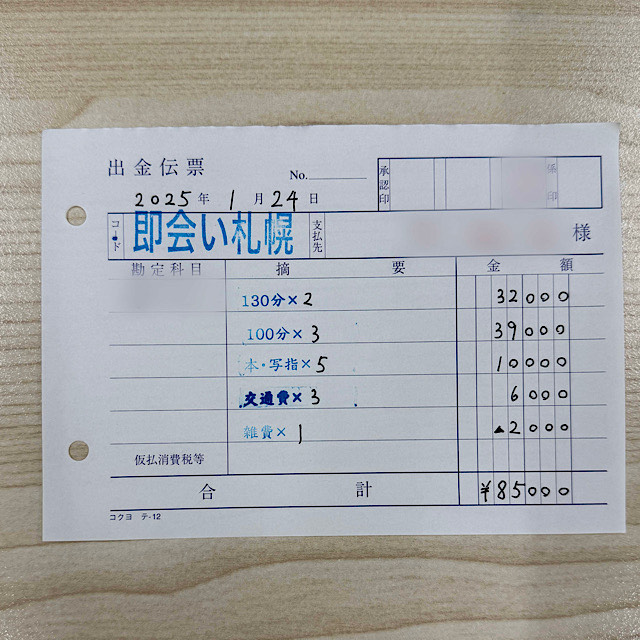 出金伝票 No.
承認印 係印
2025年 1月 24日
コード 即会い札幌 支払先 様
勘定科目 摘要 金額
130分×2 32000
100分×3 39000
本・写指×5 10000
交通費×3 6000
雑費×1 ▲2000
仮払消費税等
合計 ¥85000
コクヨ テ-12